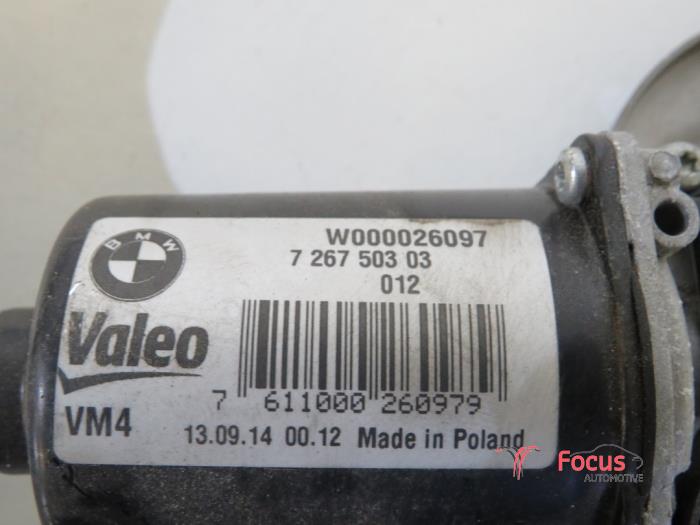 BMW
W000026097
7 267 503 03
012
Valeo
7 611000 260979
VM4
13.09.14 00.12 Made in Poland
Focus
AUTOMOTIVE